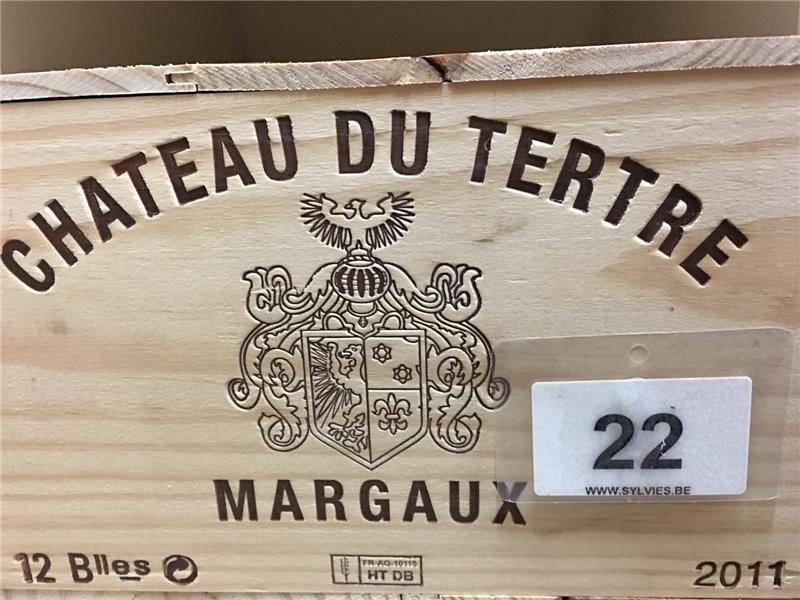 CHATEAU DU TERTRE
MARGAUX
22
WWW.SYLVIES.BE
12 Blles
FR-AQ-10115
HT DB
2011